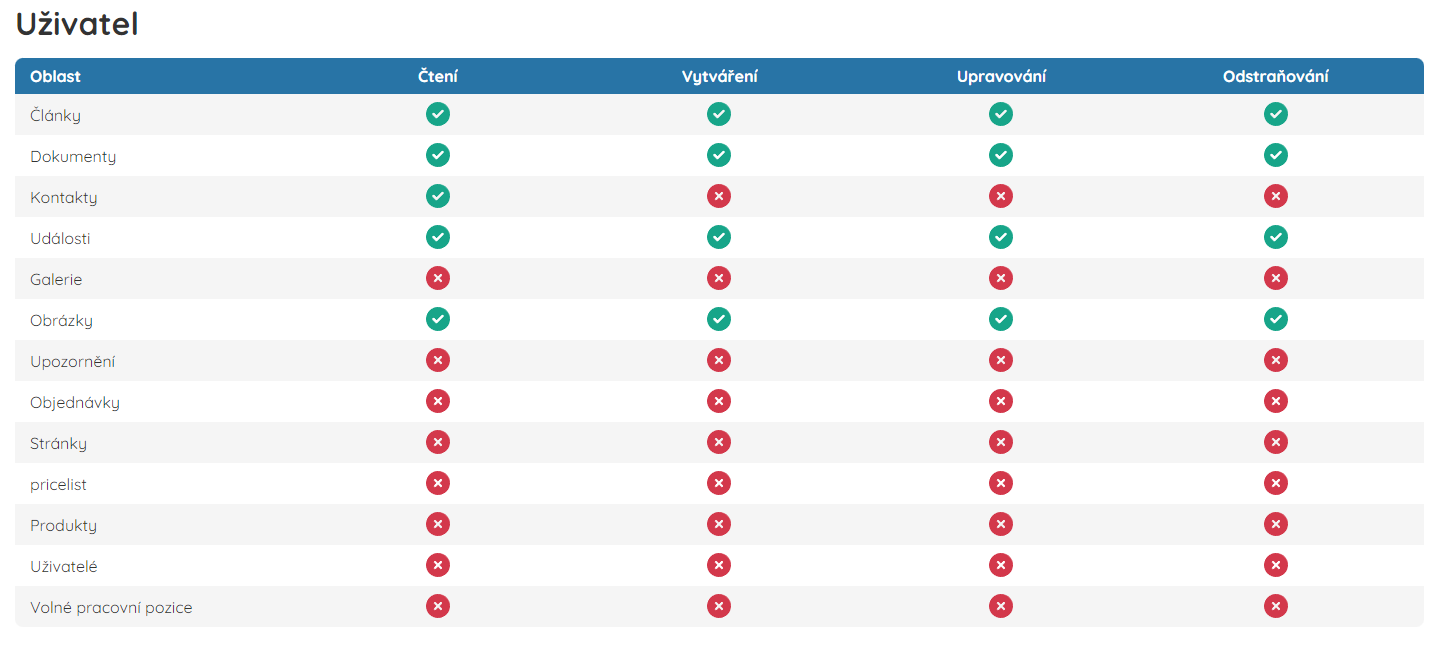 Uživatel
Oblast Čtení Vytváření Upravování Odstraňování
Články
Dokumenty
Kontakty
Události
Galerie
Obrázky
Upozornění
Objednávky
Stránky
pricelist
Produkty
Uživatelé
Volné pracovní pozice